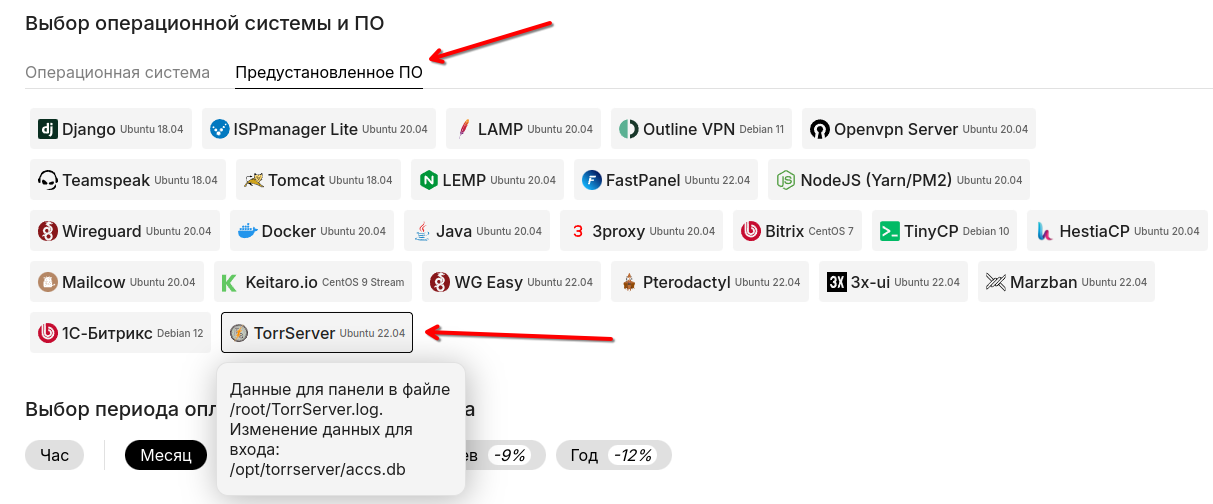 Выбор операционной системы и ПО
Операционная система Предустановленное ПО
Django Ubuntu 18.04 ISPmanager Lite Ubuntu 20.04 LAMP Ubuntu 20.04 Outline VPN Debian 11 Openvpn Server Ubuntu 20.04
Teamspeak Ubuntu 18.04 Tomcat Ubuntu 18.04 LEMP Ubuntu 20.04 FastPanel Ubuntu 22.04 NodeJS (Yarn/PM2) Ubuntu 20.04
Wireguard Ubuntu 20.04 Docker Ubuntu 20.04 Java Ubuntu 20.04 3proxy Ubuntu 20.04 Bitrix CentOS 7 TinyCP Debian 10 HestiaCP Ubuntu 20.04
Mailcow Ubuntu 20.04 Keitaro.io CentOS 9 Stream WG Easy Ubuntu 22.04 Pterodactyl Ubuntu 22.04 3x-ui Ubuntu 22.04 Marzban Ubuntu 22.04
1С-Битрикс Debian 12 TorrServer Ubuntu 22.04
Данные для панели в файле
/root/TorrServer.log.
Изменение данных для
входа:
/opt/torrserver/accs.db
Выбор периода
Час Месяц -9% Год -12%